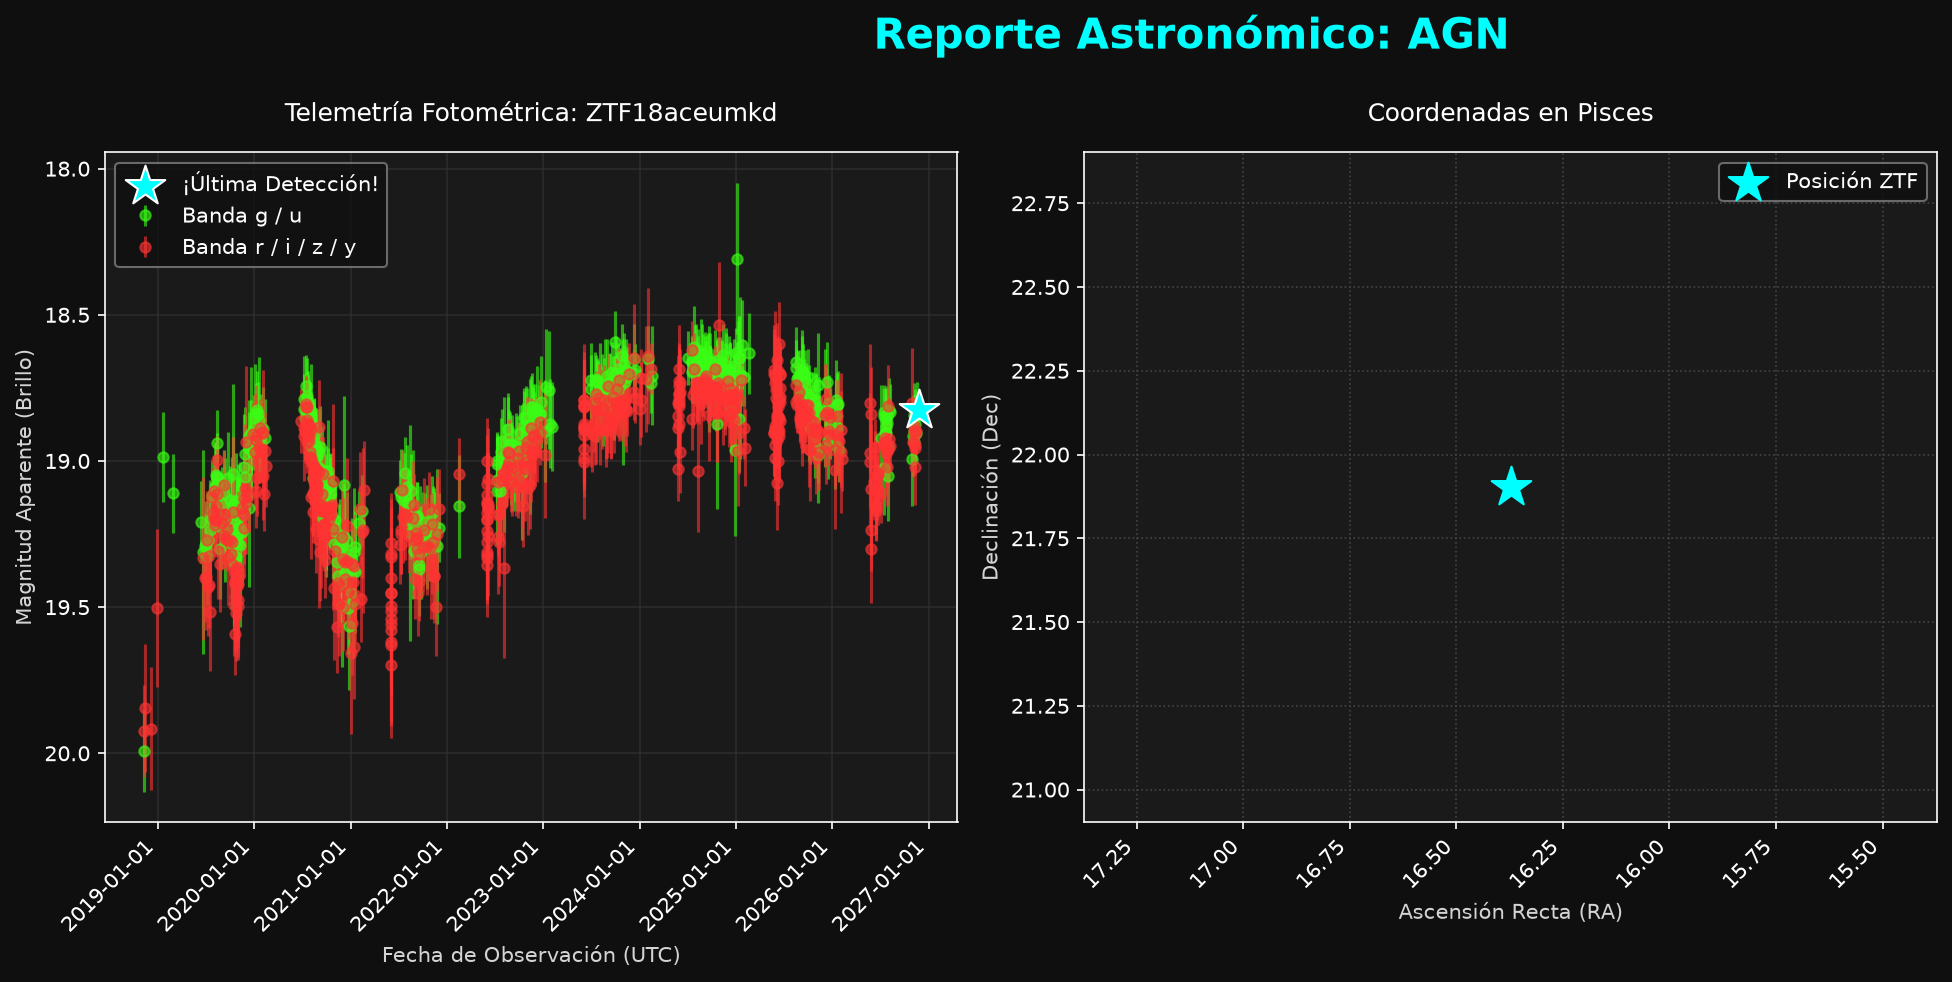 Reporte Astronómico: AGN
Telemetría Fotométrica: ZTF18aceumkd
¡Última Detección!
Banda g / u
Banda r / i / z / y
Magnitud Aparente (Brillo)
18.0
18.5
19.0
19.5
20.0
2019-01-01
2020-01-01
2021-01-01
2022-01-01
2023-01-01
2024-01-01
2025-01-01
2026-01-01
2027-01-01
Fecha de Observación (UTC)
Coordenadas en Pisces
Posición ZTF
Declinación (Dec)
22.75
22.50
22.25
22.00
21.75
21.50
21.25
21.00
17.25
17.00
16.75
16.50
16.25
16.00
15.75
15.50
Ascensión Recta (RA)